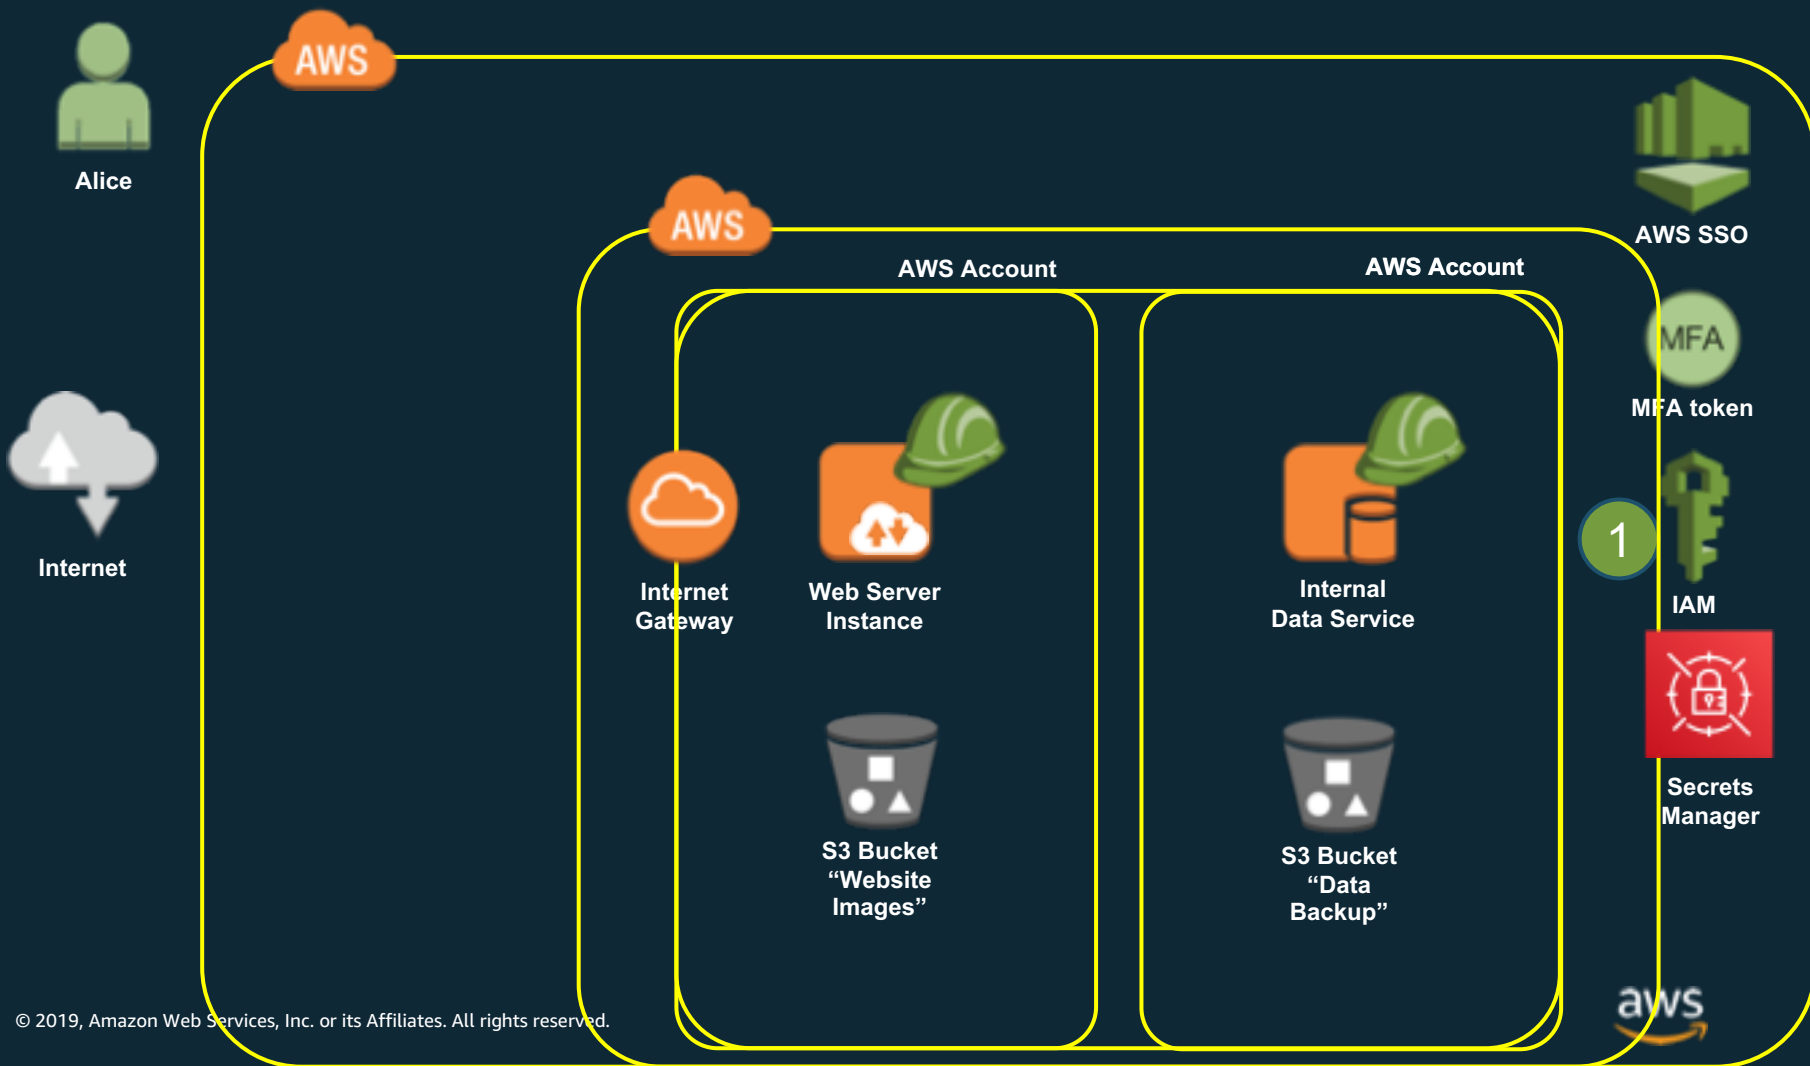 AWS
Alice
AWS
AWS SSO
AWS Account
AWS Account
MFA
MFA token
Internet
Internet
Gateway
Web Server
Instance
Internal
Data Service
1
IAM
Secrets
Manager
S3 Bucket
“Website
Images”
S3 Bucket
“Data
Backup”
© 2019, Amazon Web Services, Inc. or its Affiliates. All rights reserved.
aws